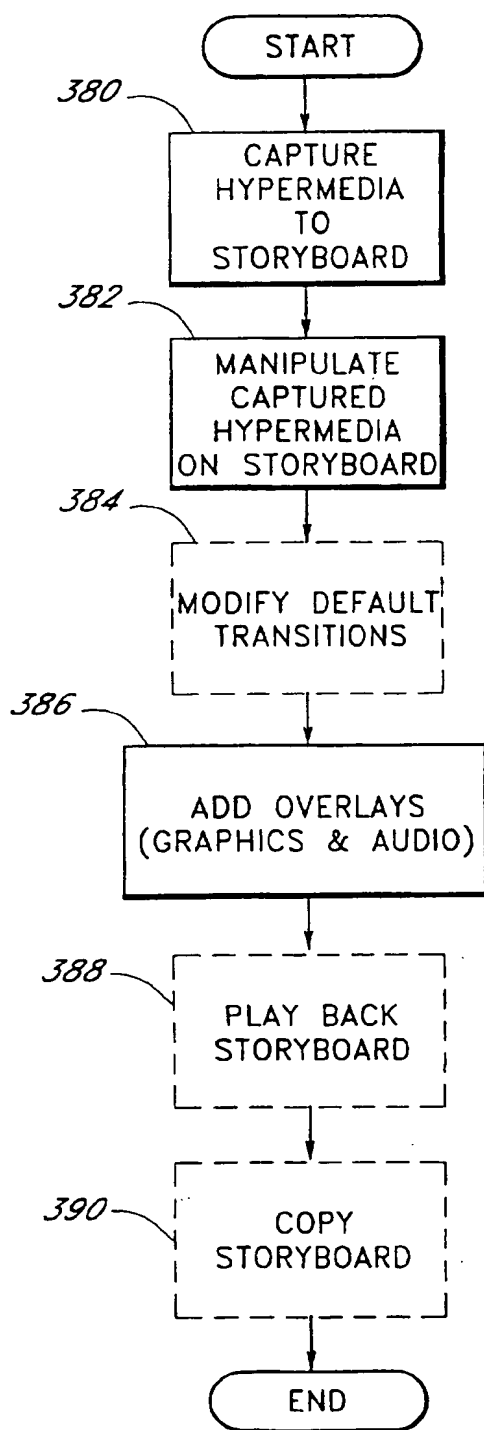 START
380
CAPTURE
HYPERMEDIA
TO
STORYBOARD
382
MANIPULATE
CAPTURED
HYPERMEDIA
ON STORYBOARD
384
MODIFY DEFAULT
TRANSITIONS
386
ADD OVERLAYS
(GRAPHICS & AUDIO)
388
PLAY BACK
STORYBOARD
390
COPY
STORYBOARD
END